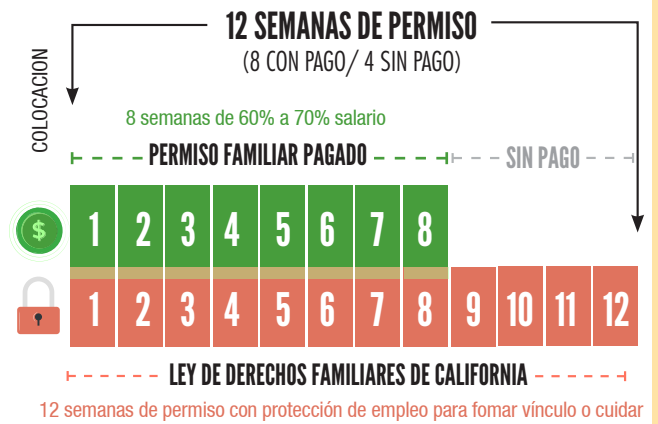 12 SEMANAS DE PERMISO
(8 CON PAGO/ 4 SIN PAGO)
COLOCACION
8 semanas de 60% a 70% salario
PERMISO FAMILIAR PAGADO
SIN PAGO
$ 1 2 3 4 5 6 7 8
1 2 3 4 5 6 7 8 9 10 11 12
LEY DE DERECHOS FAMILIARES DE CALIFORNIA
12 semanas de permiso con protección de empleo para fomar vínculo o cuidar